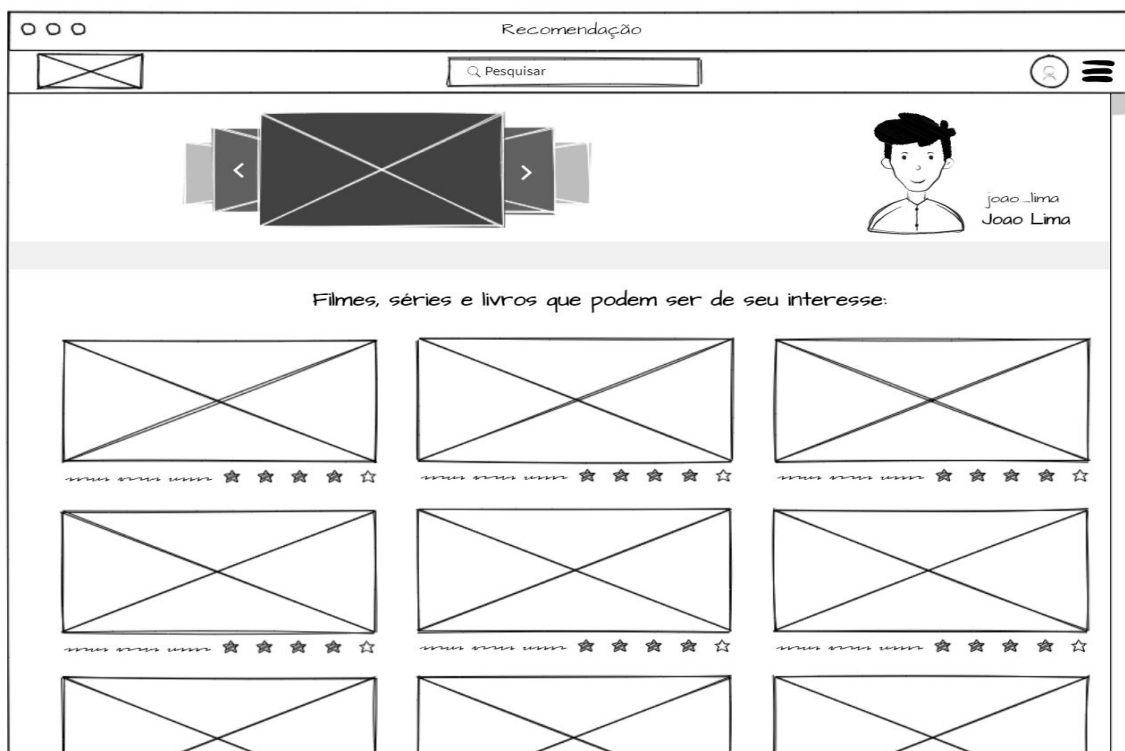 Recomendação
Pesquisar
joao_lima
Joao Lima
Filmes, séries e livros que podem ser de seu interesse: